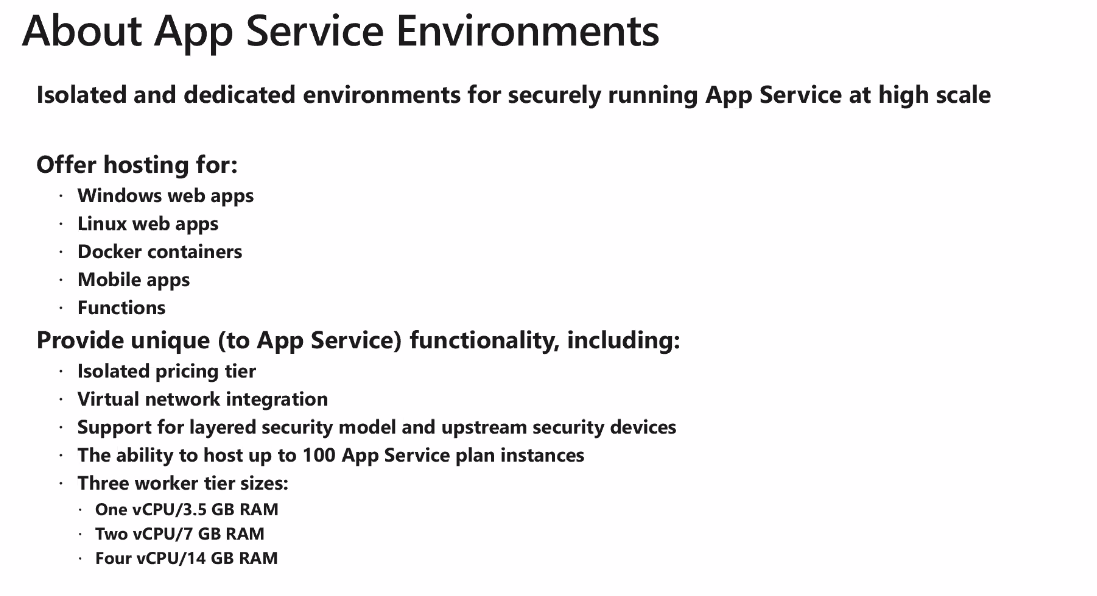 About App Service Environments
Isolated and dedicated environments for securely running App Service at high scale
Offer hosting for:
· Windows web apps
· Linux web apps
· Docker containers
· Mobile apps
· Functions
Provide unique (to App Service) functionality, including:
· Isolated pricing tier
· Virtual network integration
· Support for layered security model and upstream security devices
· The ability to host up to 100 App Service plan instances
· Three worker tier sizes:
· One vCPU/3.5 GB RAM
· Two vCPU/7 GB RAM
· Four vCPU/14 GB RAM